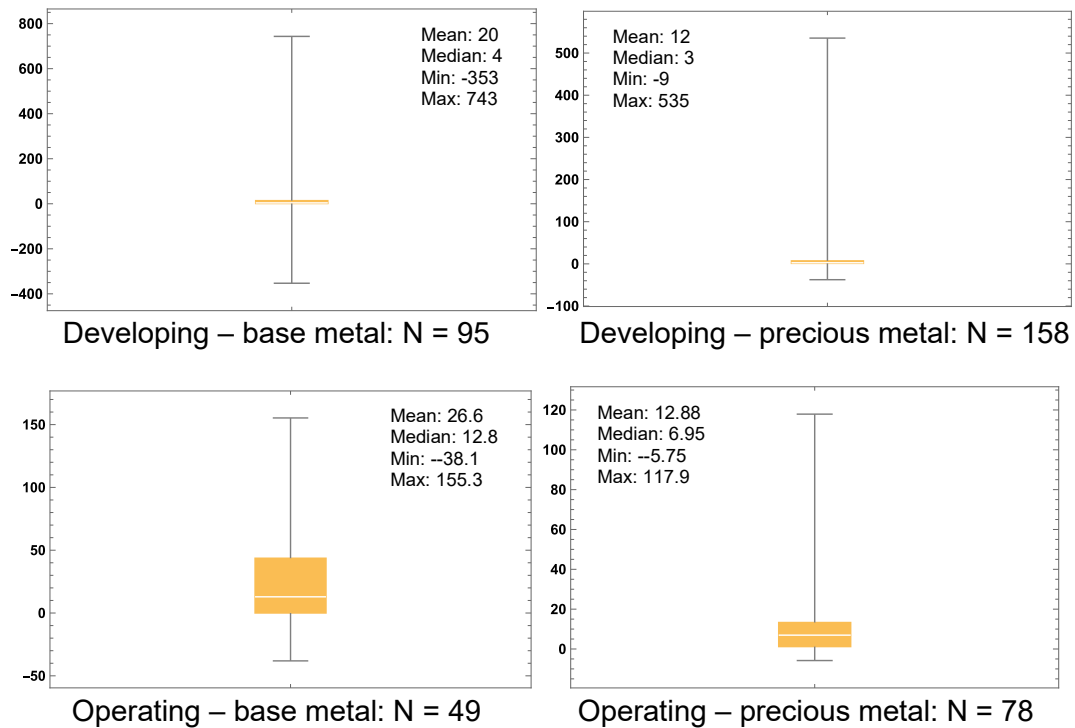 800
600
400
200
0
−200
−400
Mean: 20
Median: 4
Min: -353
Max: 743
Developing – base metal: N = 95
500
400
300
200
100
0
−100
Mean: 12
Median: 3
Min: -9
Max: 535
Developing – precious metal: N = 158
150
100
50
0
−50
Mean: 26.6
Median: 12.8
Min: --38.1
Max: 155.3
Operating – base metal: N = 49
120
100
80
60
40
20
0
Mean: 12.88
Median: 6.95
Min: --5.75
Max: 117.9
Operating – precious metal: N = 78